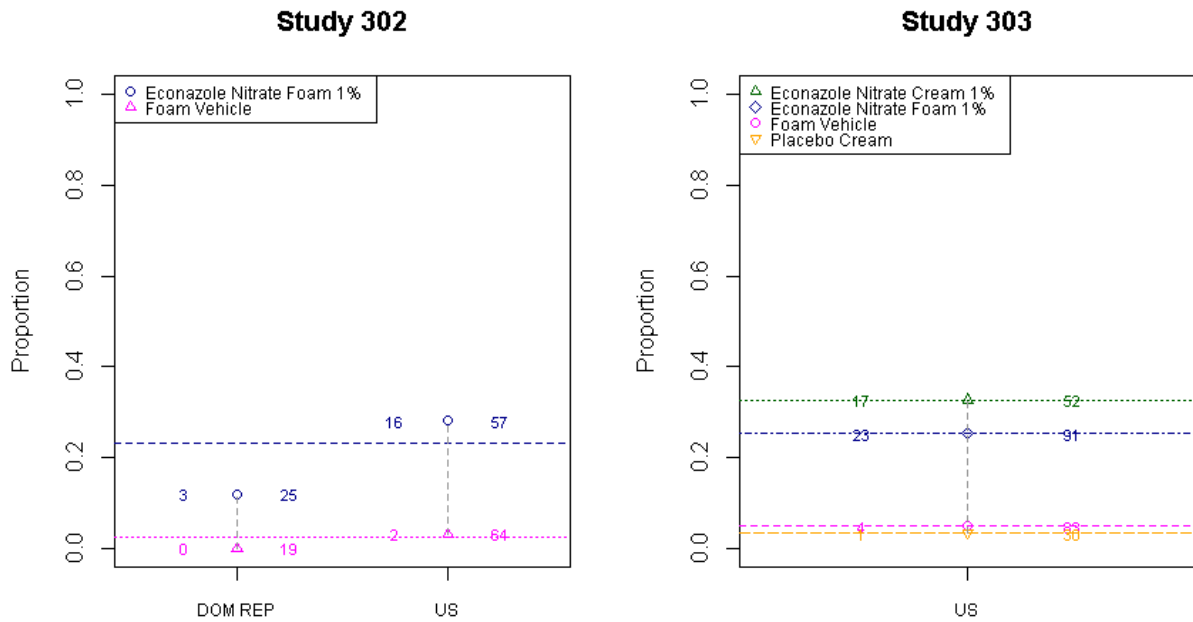 Study 302
Econazole Nitrate Foam 1%
Foam Vehicle
Proportion
1.0
0.8
0.6
0.4
0.2
0.0
16 57
3 25
2 64
0 19
DOM REP US
Study 303
Econazole Nitrate Cream 1%
Econazole Nitrate Foam 1%
Foam Vehicle
Placebo Cream
Proportion
1.0
0.8
0.6
0.4
0.2
0.0
17 52
23 91
4 83
1 30
US